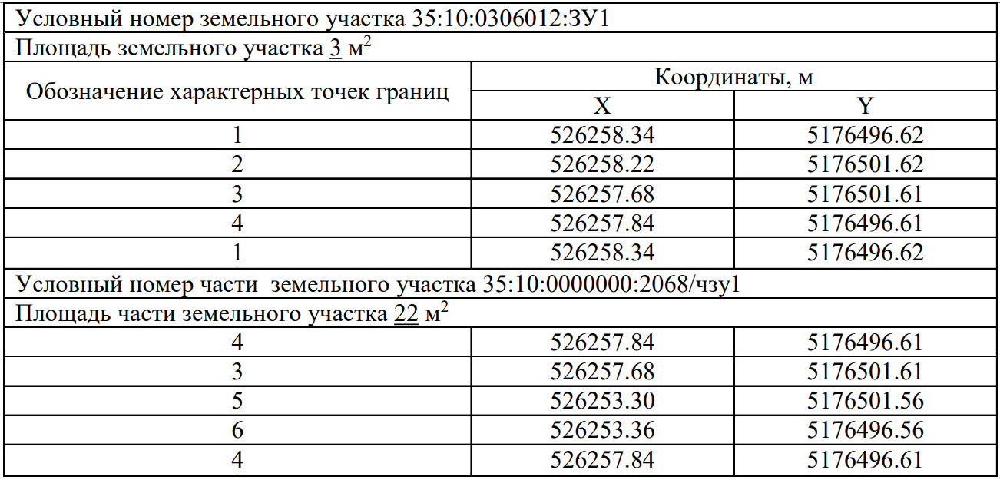 Условный номер земельного участка 35:10:0306012:ЗУ1
Площадь земельного участка 3 м²
Обозначение характерных точек границ
Координаты, м
X Y
1 526258.34 5176496.62
2 526258.22 5176501.62
3 526257.68 5176501.61
4 526257.84 5176496.61
1 526258.34 5176496.62
Условный номер части земельного участка 35:10:0000000:2068/чзу1
Площадь части земельного участка 22 м²
4 526257.84 5176496.61
3 526257.68 5176501.61
5 526253.30 5176501.56
6 526253.36 5176496.56
4 526257.84 5176496.61